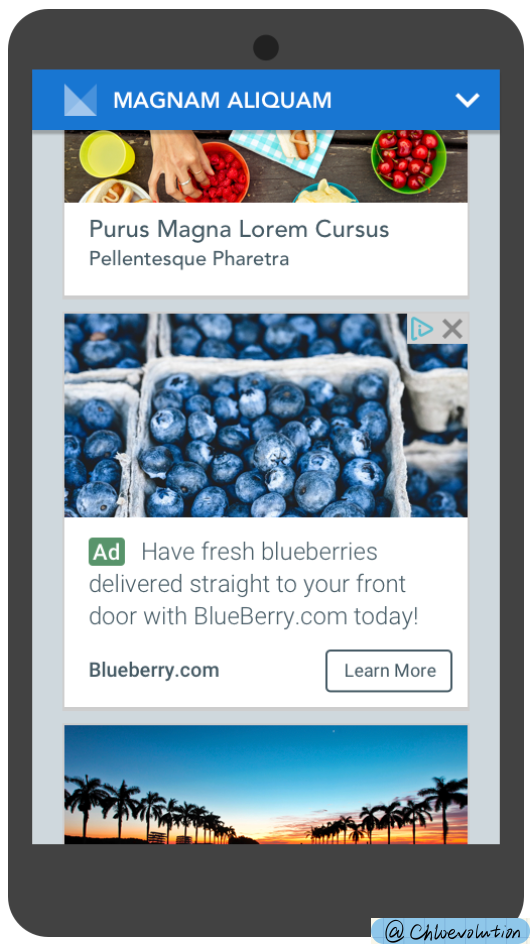 MAGNAM ALIQUAM
Purus Magna Lorem Cursus
Pellentesque Pharetra
Ad Have fresh blueberries
delivered straight to your front
door with BlueBerry.com today!
Blueberry.com
Learn More
@ Chloevolution